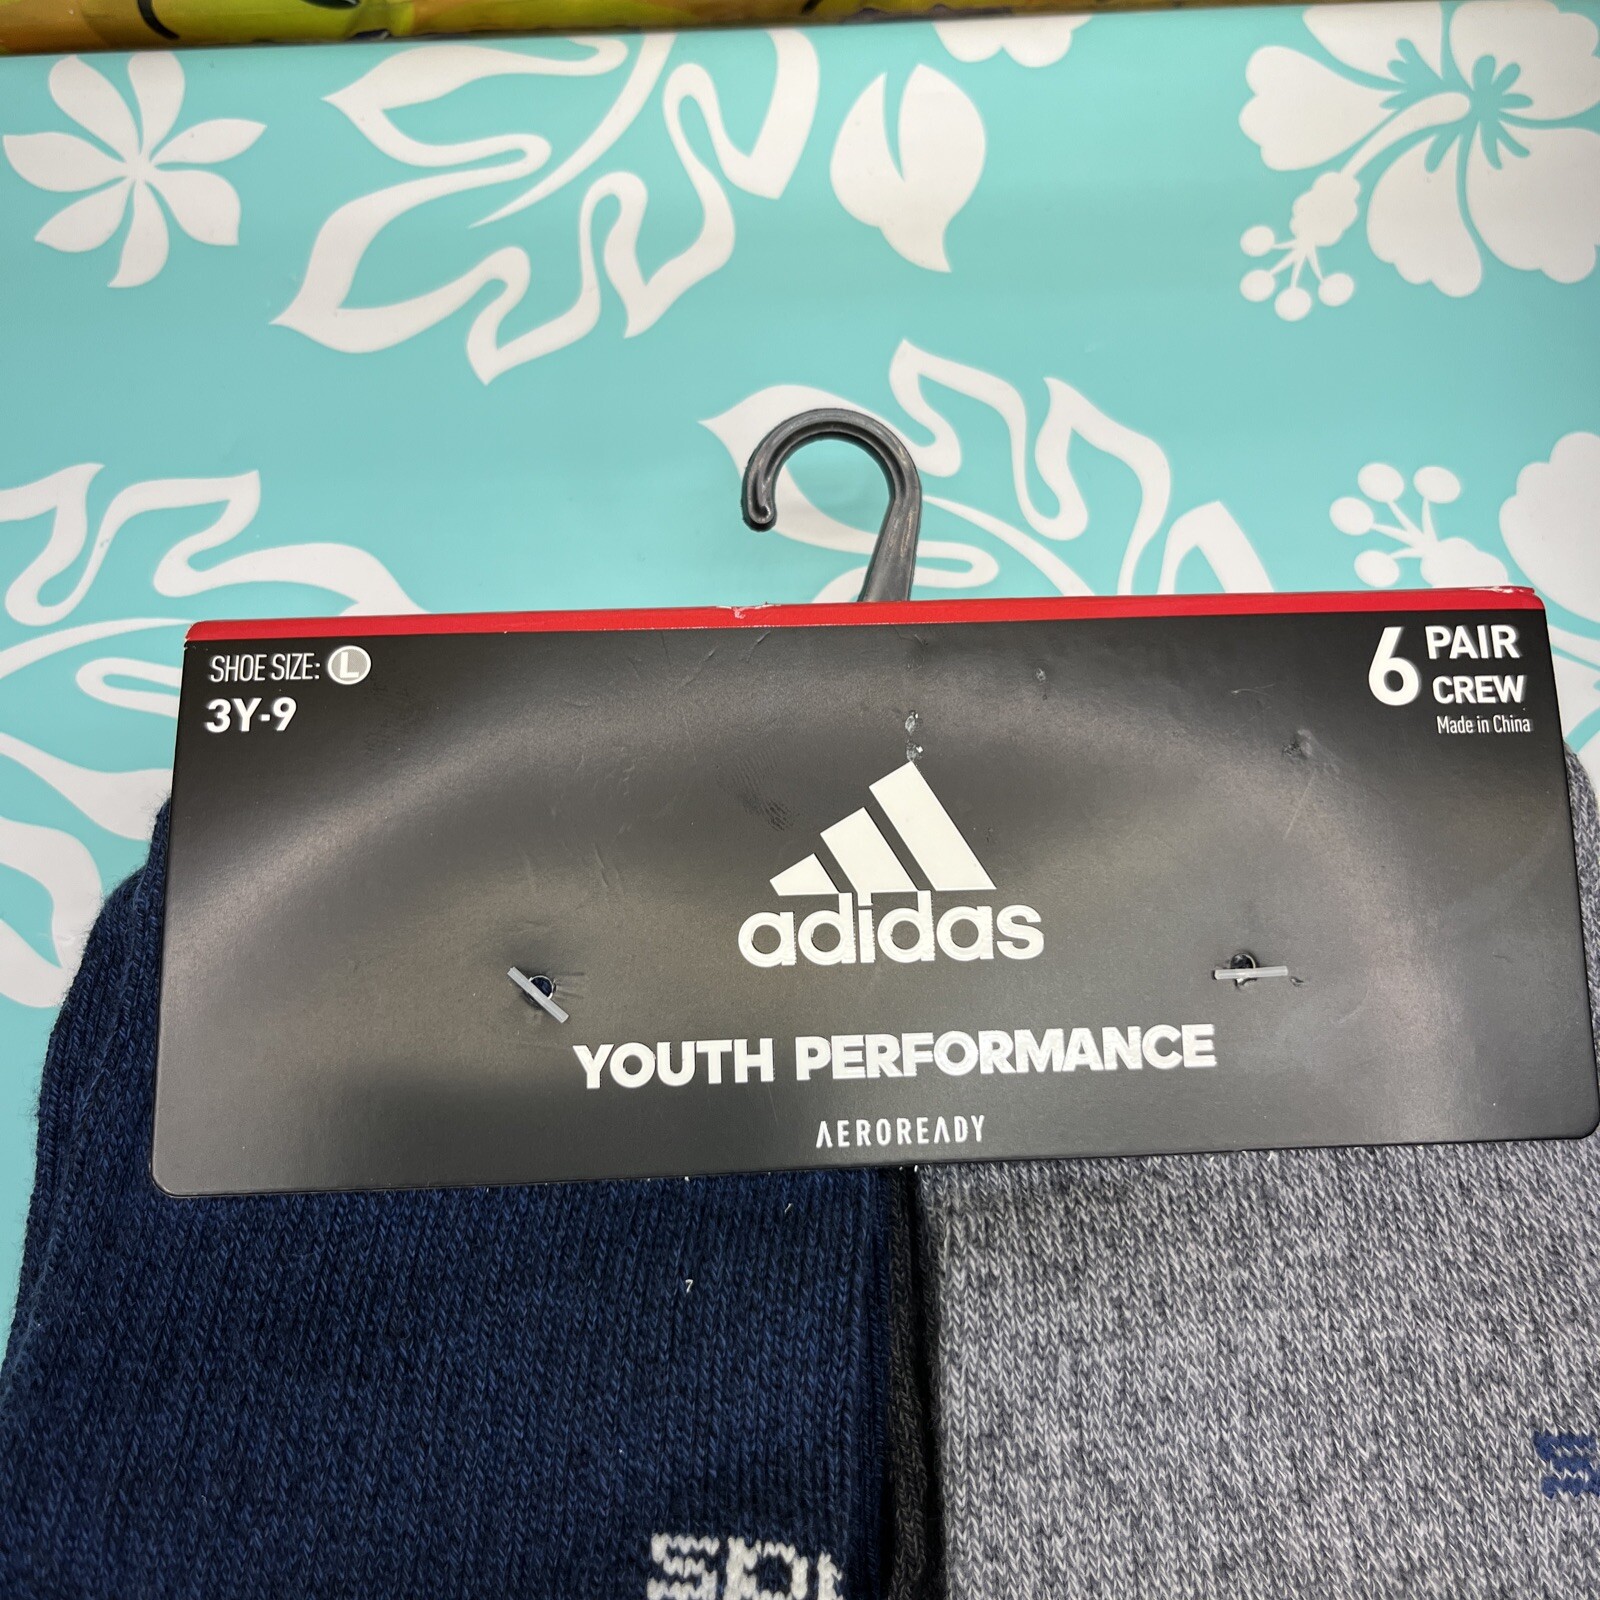 SHOE SIZE: L
3Y-9
6 PAIR
CREW
Made in China
adidas
YOUTH PERFORMANCE
AEROREADY